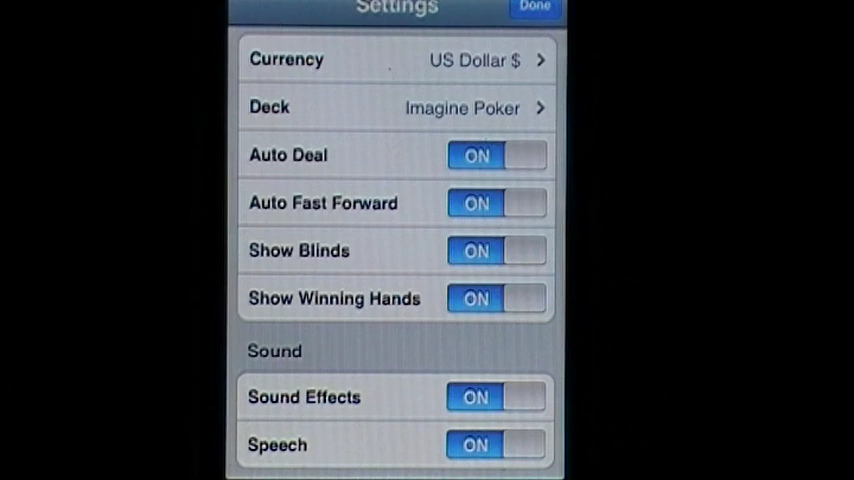 Settings
Done
Currency US Dollar $
Deck Imagine Poker
Auto Deal ON
Auto Fast Forward ON
Show Blinds ON
Show Winning Hands ON
Sound
Sound Effects ON
Speech ON